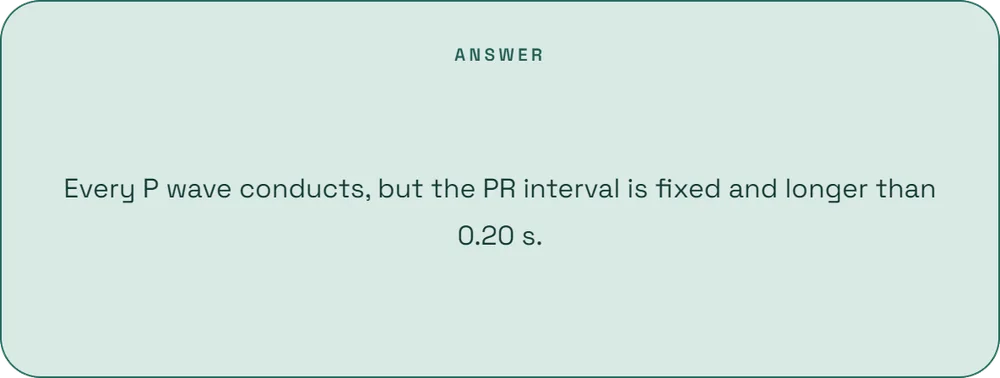 ANSWER
Every P wave conducts, but the PR interval is fixed and longer than
0.20 s.